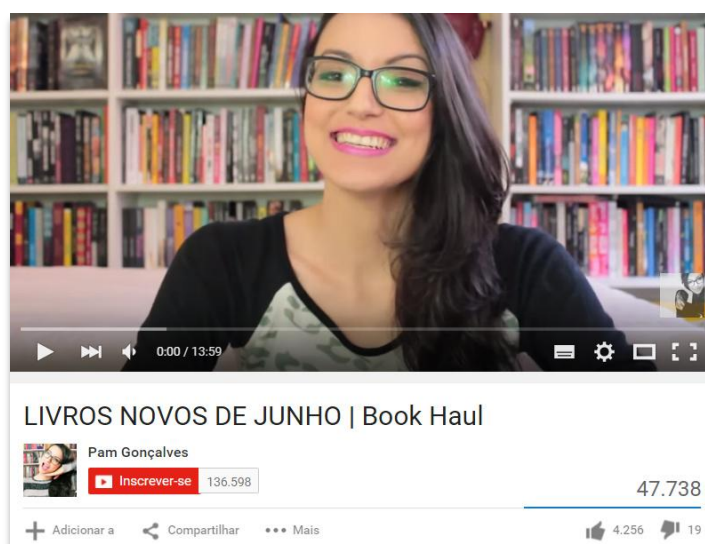 0:00 / 13:59
LIVROS NOVOS DE JUNHO | Book Haul
Pam Gonçalves
Inscrever-se 136.598
47.738
Adicionar a Compartilhar Mais 4.256 19